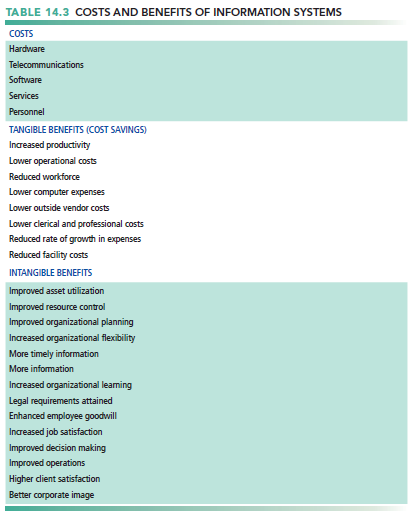 TABLE 14.3 COSTS AND BENEFITS OF INFORMATION SYSTEMS
COSTS
Hardware
Telecommunications
Software
Services
Personnel
TANGIBLE BENEFITS (COST SAVINGS)
Increased productivity
Lower operational costs
Reduced workforce
Lower computer expenses
Lower outside vendor costs
Lower clerical and professional costs
Reduced rate of growth in expenses
Reduced facility costs
INTANGIBLE BENEFITS
Improved asset utilization
Improved resource control
Improved organizational planning
Increased organizational flexibility
More timely information
More information
Increased organizational learning
Legal requirements attained
Enhanced employee goodwill
Increased job satisfaction
Improved decision making
Improved operations
Higher client satisfaction
Better corporate image